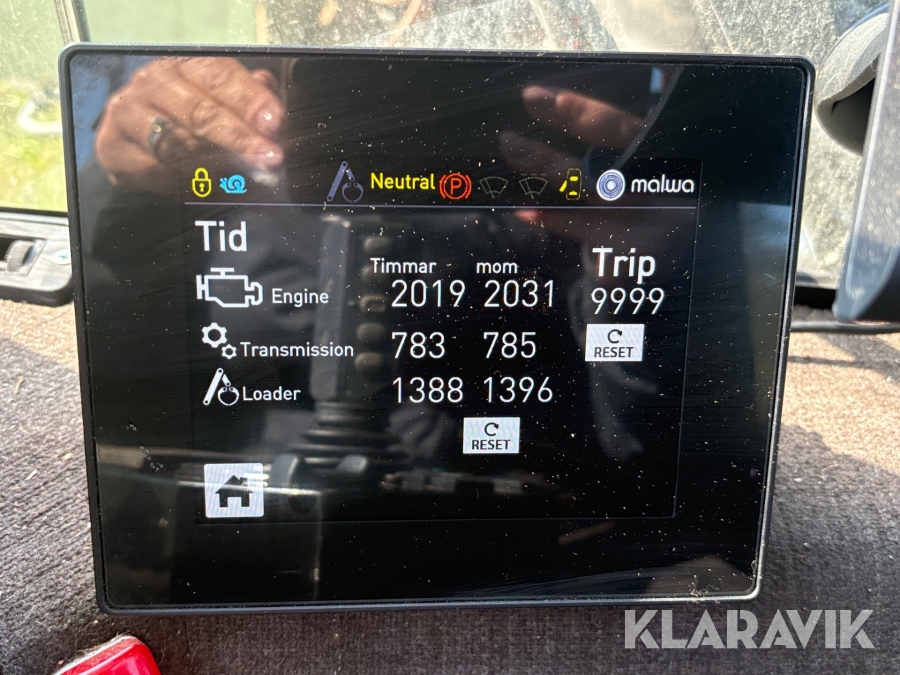 Neutral P malwa
Tid
Timmar mom Trip
Engine 2019 2031 9999
Transmission 783 785 RESET
Loader 1388 1396
RESET
KLARAVIK